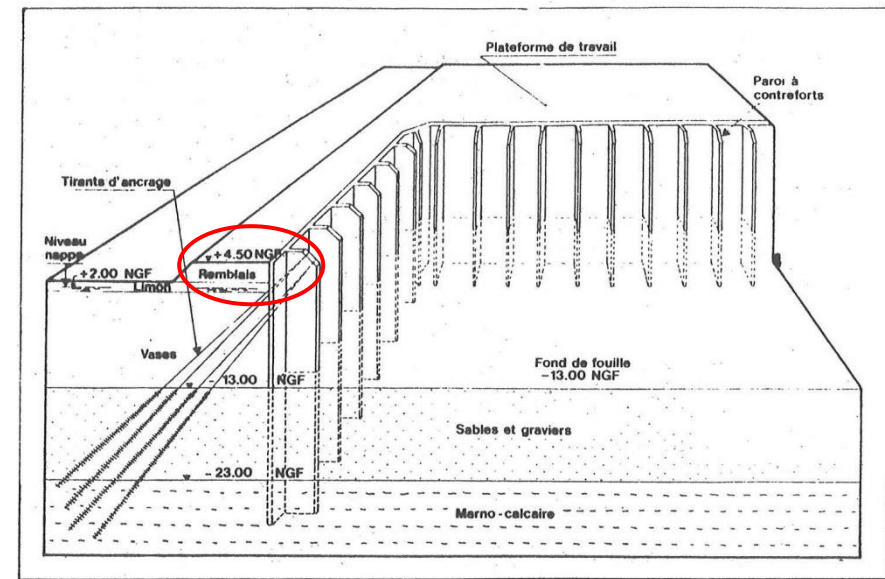 Plateforme de travail
Paroi à
contreforts
Tirants d'ancrage
Niveau
nappe
+4.50 NGF
+2.00 NGF
Remblais
Limon
Vases
Fond de fouille
-13.00 NGF
- 13.00 NGF
Sables et graviers
- 23.00 NGF
Marno-calcaire